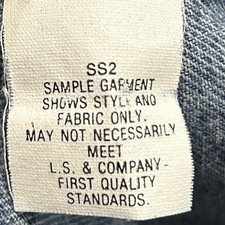 SS2
SAMPLE GARMENT
SHOWS STYLE AND
FABRIC ONLY.
MAY NOT NECESSARILY
MEET
L.S. & COMPANY-
FIRST QUALITY
STANDARDS.